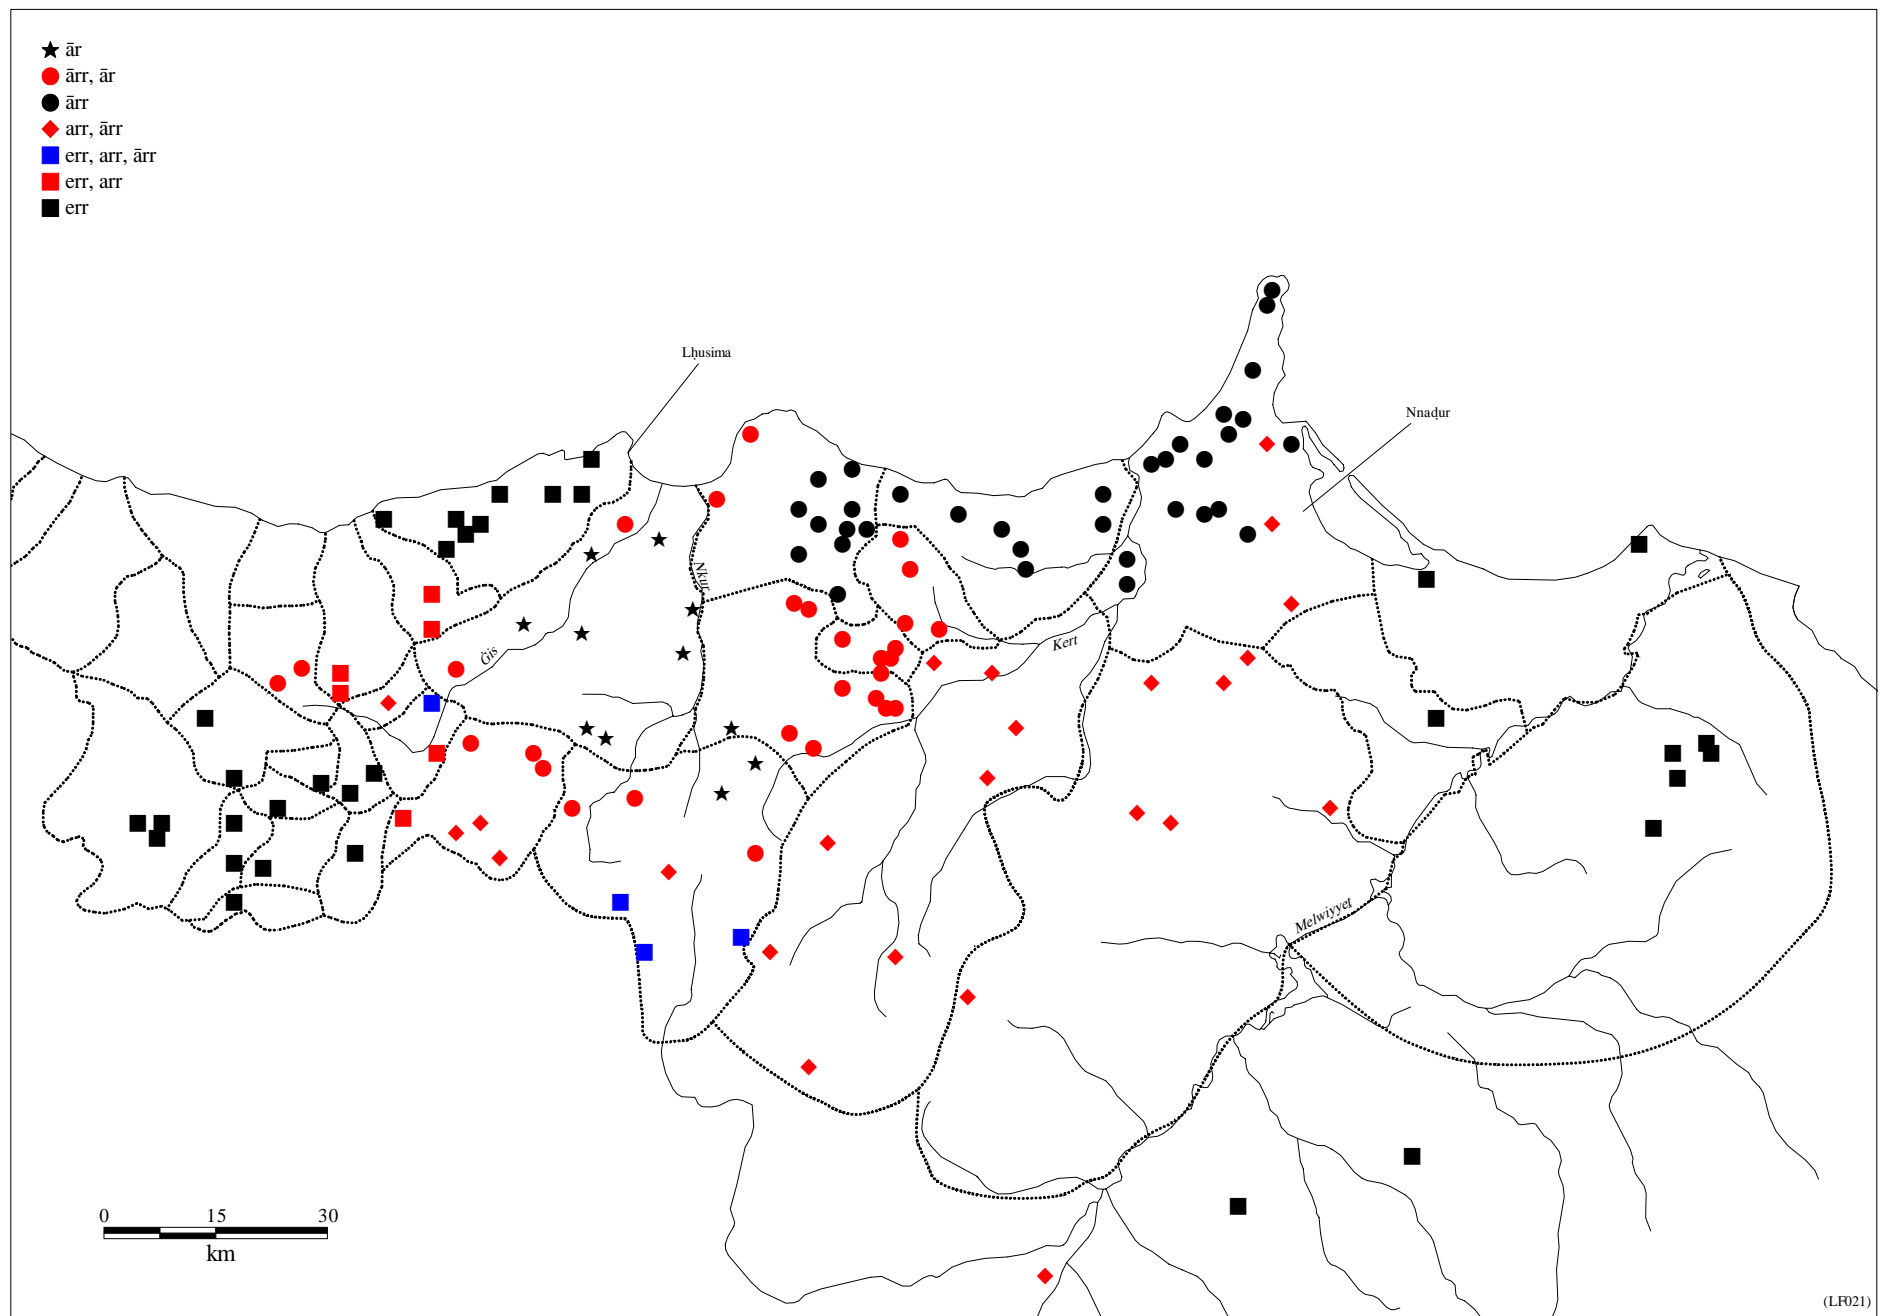 ār
ārr, ār
ārr
arr, ārr
err, arr, ārr
err, arr
err
Lḥusima
Nnaḍur
Nkur
Ġis
Kert
Melwiyyet
0 15 30
km
(LF021)